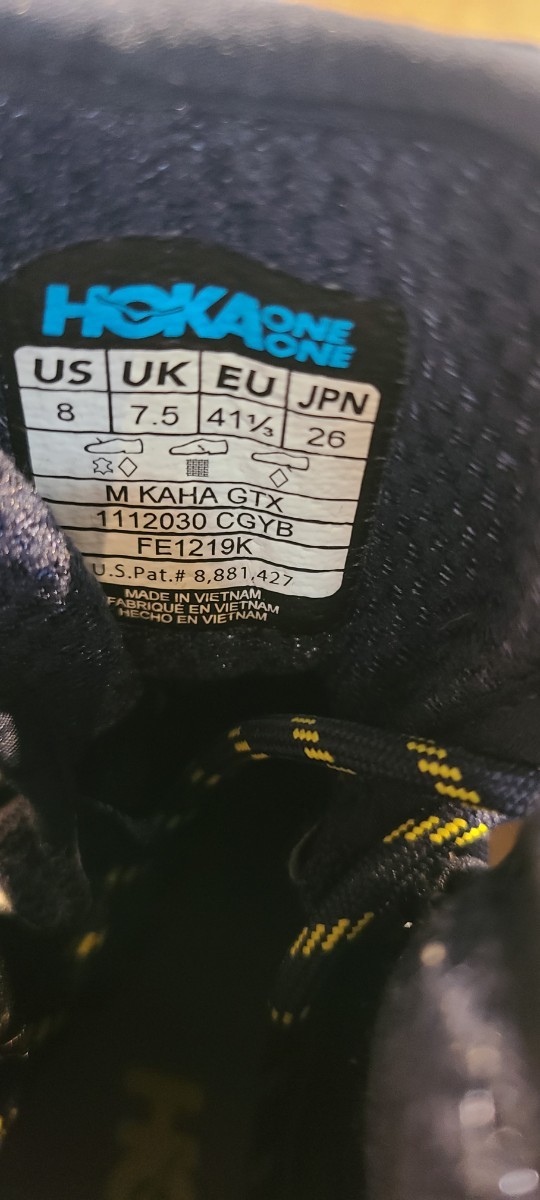 HOKA ONE ONE
US UK EU JPN
8 7.5 41⅓ 26
M KAHA GTX
1112030 CGYB
FE1219K
U.S.Pat.# 8,881,427
MADE IN VIETNAM
FABRIQUÉ EN VIETNAM
HECHO EN VIETNAM